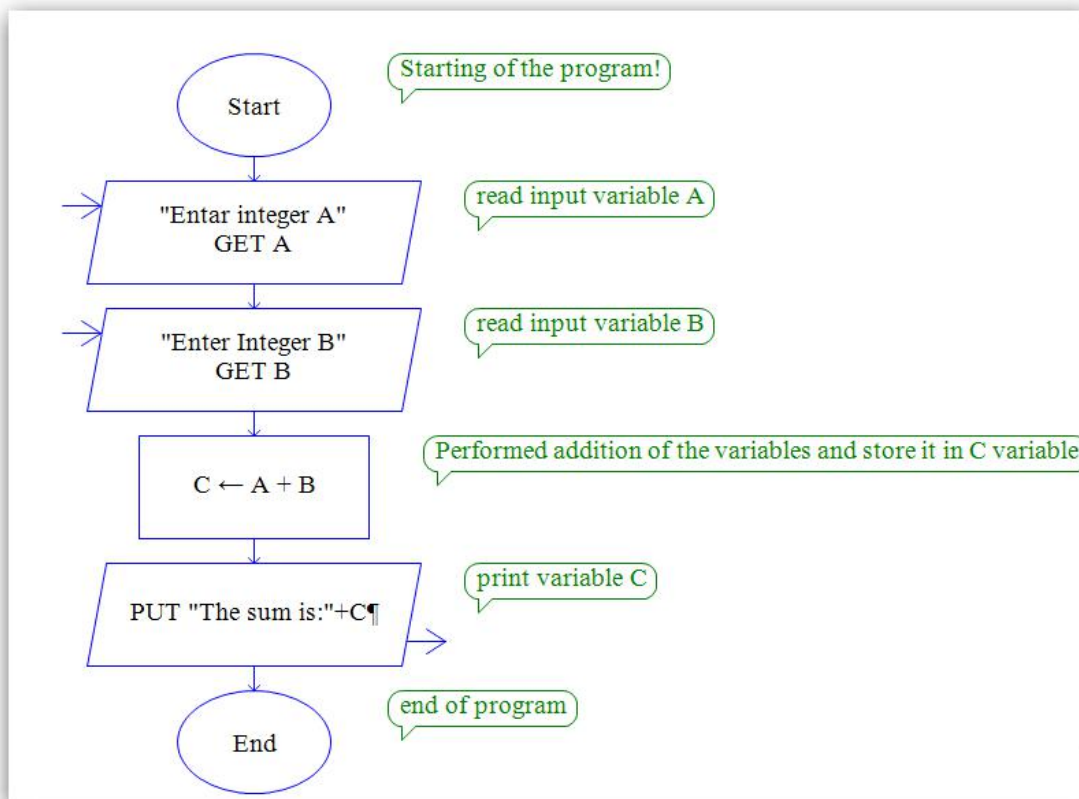 Starting of the program!
Start
read input variable A
"Entar integer A"
GET A
read input variable B
"Enter Integer B"
GET B
Performed addition of the variables and store it in C variable
C ← A + B
print variable C
PUT "The sum is:"+C¶
end of program
End